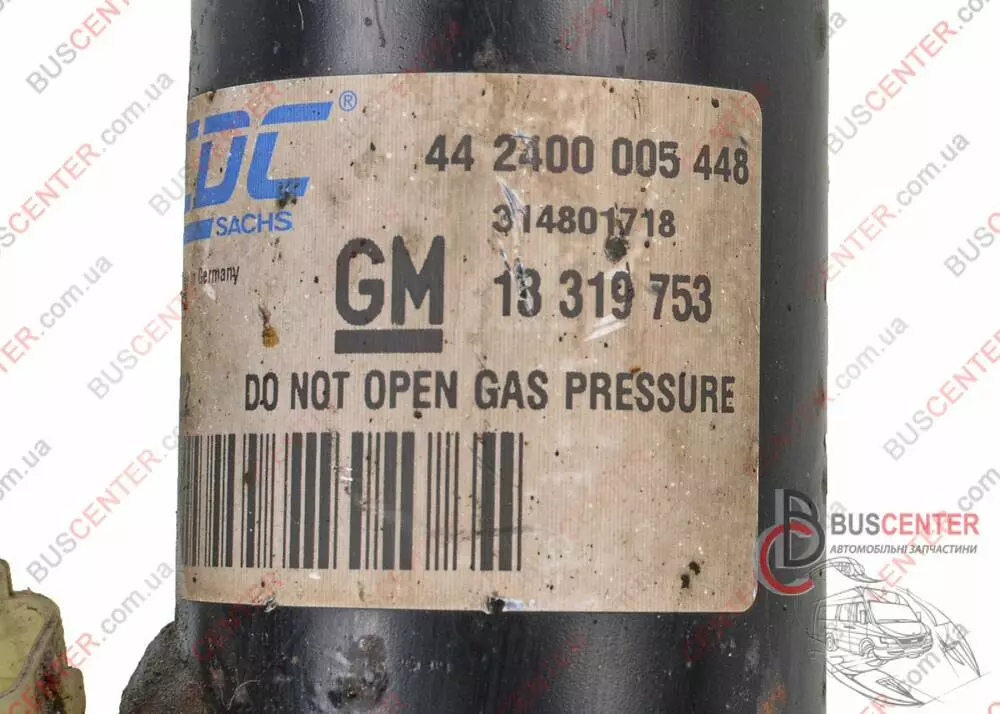 CDC®
SACHS
in Germany
44 2400 005 448
314801718
GM
13 319 753
DO NOT OPEN GAS PRESSURE
BUSCENTER
АВТОМОБІЛЬНІ ЗАПЧАСТИНИ
BUSCENTER.com.ua